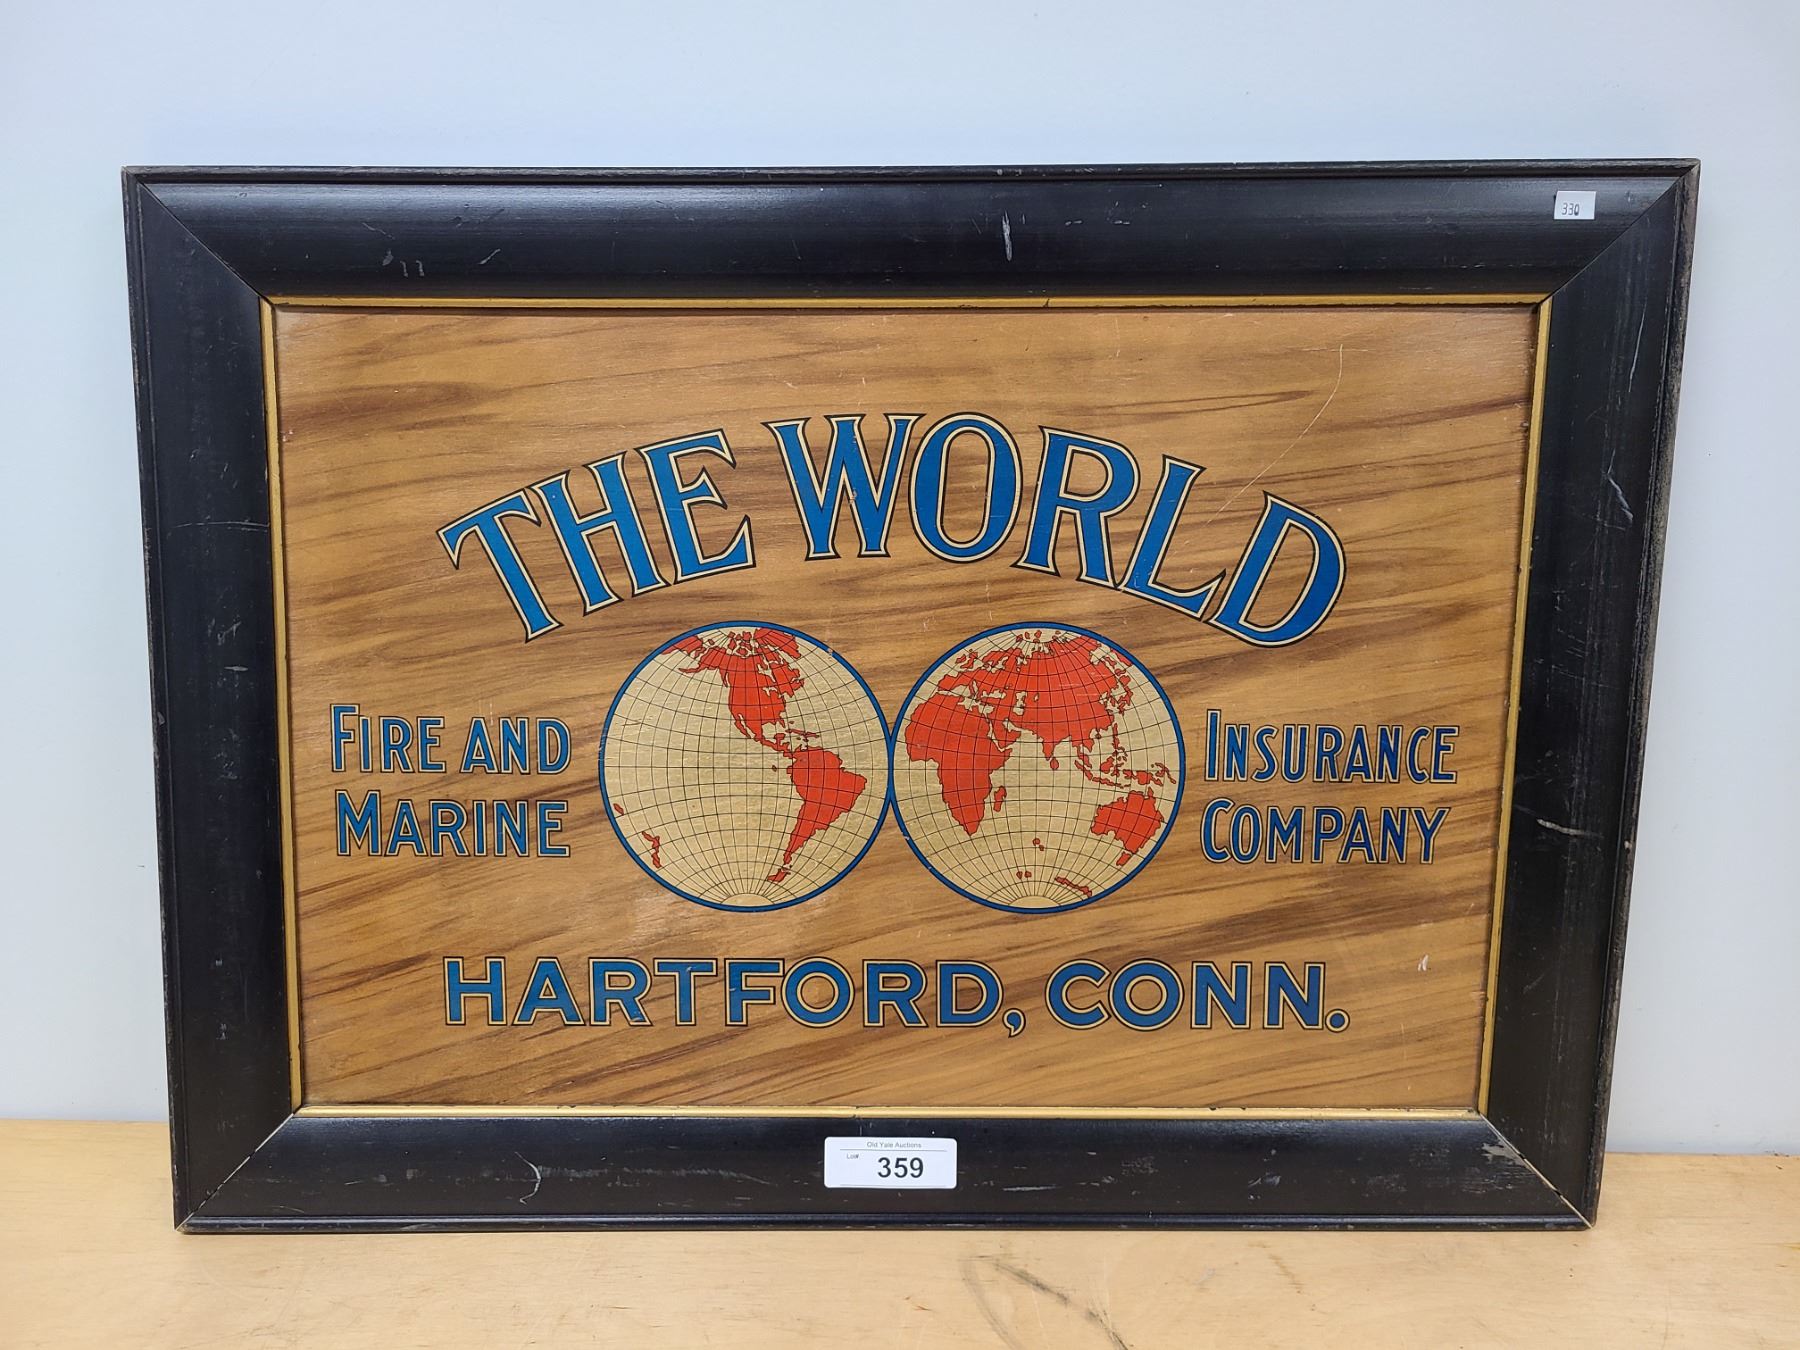 330
THE WORLD
FIRE AND
MARINE
INSURANCE
COMPANY
HARTFORD, CONN.
Old Yale Auctions
Lot#
359